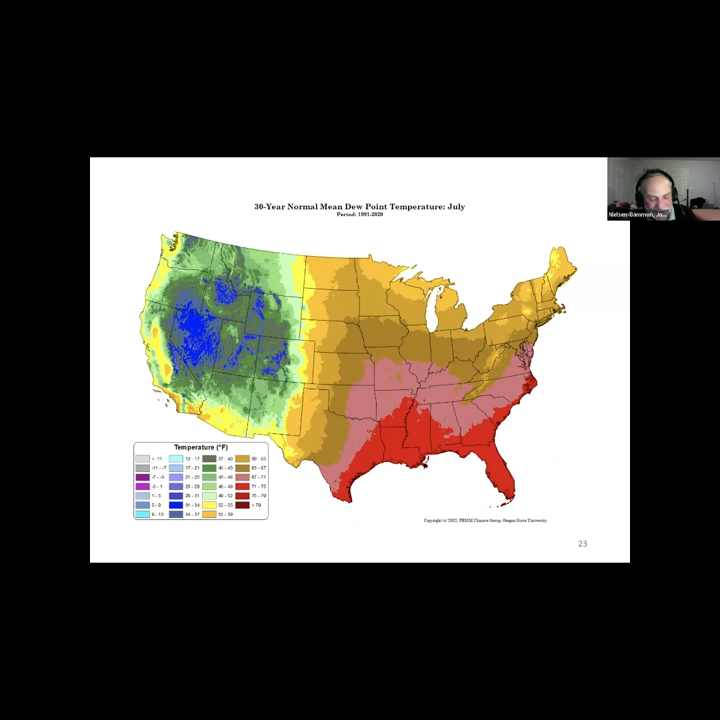 30-Year Normal Mean Dew Point Temperature: July
Period: 1991-2020
Nielsen-Gammon, Jo...
Temperature (°F)
< -11 13 - 17 37 - 40 59 - 63
-11 - -7 17 - 21 40 - 43 63 - 67
-7 - -3 21 - 25 43 - 46 67 - 71
-3 - 1 25 - 28 46 - 49 71 - 75
1 - 5 28 - 31 49 - 52 75 - 79
5 - 9 31 - 34 52 - 55 > 79
9 - 13 34 - 37 55 - 59
Copyright (c) 2022, PRISM Climate Group, Oregon State University
23